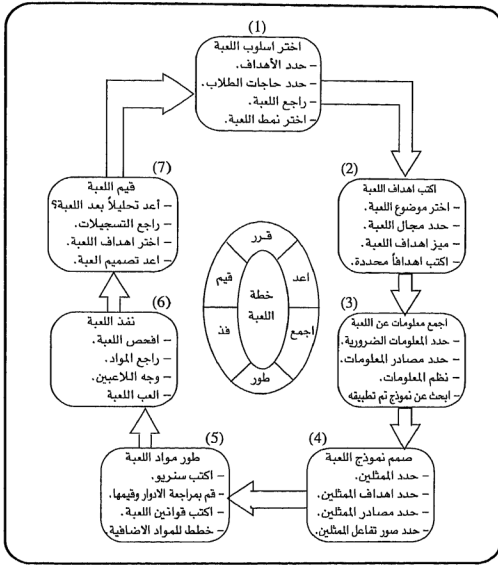 (1)
اختر اسلوب اللعبة
– حدد الأهداف.
– حدد حاجات الطلاب.
– راجع اللعبة.
– اختر نمط اللعبة.
(2)
اكتب اهداف اللعبة
– اختر موضوع اللعبة.
– حدد مجال اللعبة.
– ميز اهداف اللعبة.
– اكتب اهدافاً محددة.
(3)
اجمع معلومات عن اللعبة
– حدد المعلومات الضرورية.
– حدد مصادر المعلومات.
– نظم المعلومات.
– ابحث عن نموذج تم تطبيقه
(4)
صمم نموذج اللعبة
– حدد الممثلين.
– حدد اهداف الممثلين.
– حدد مصادر الممثلين.
– حدد صور تفاعل الممثلين.
(5)
طور مواد اللعبة
– اكتب سنريو.
– قم بمراجعة الادوار وقيمها.
– اكتب قوانين اللعبة.
– خطط للمواد الاضافية
(6)
نفذ اللعبة
– افحص اللعبة.
– راجع المواد.
– وجه اللاعبين.
– العب اللعبة
(7)
قيم اللعبة
– أعد تحليلاً بعد اللعبة؟
– راجع التسجيلات.
– اختر اهداف اللعبة.
– اعد تصميم العبة.
قرر
اعد
اجمع
طور
فذ
قيم
خطة
اللعبة